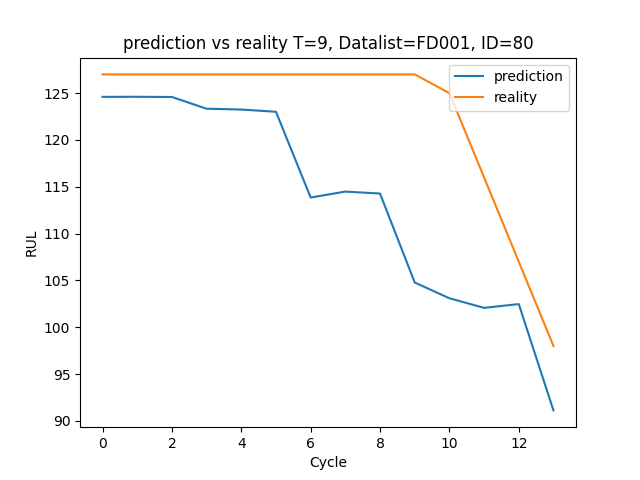 prediction vs reality T=9, Datalist=FD001, ID=80
prediction
reality
125
120
115
110
105
100
95
90
RUL
0 2 4 6 8 10 12
Cycle